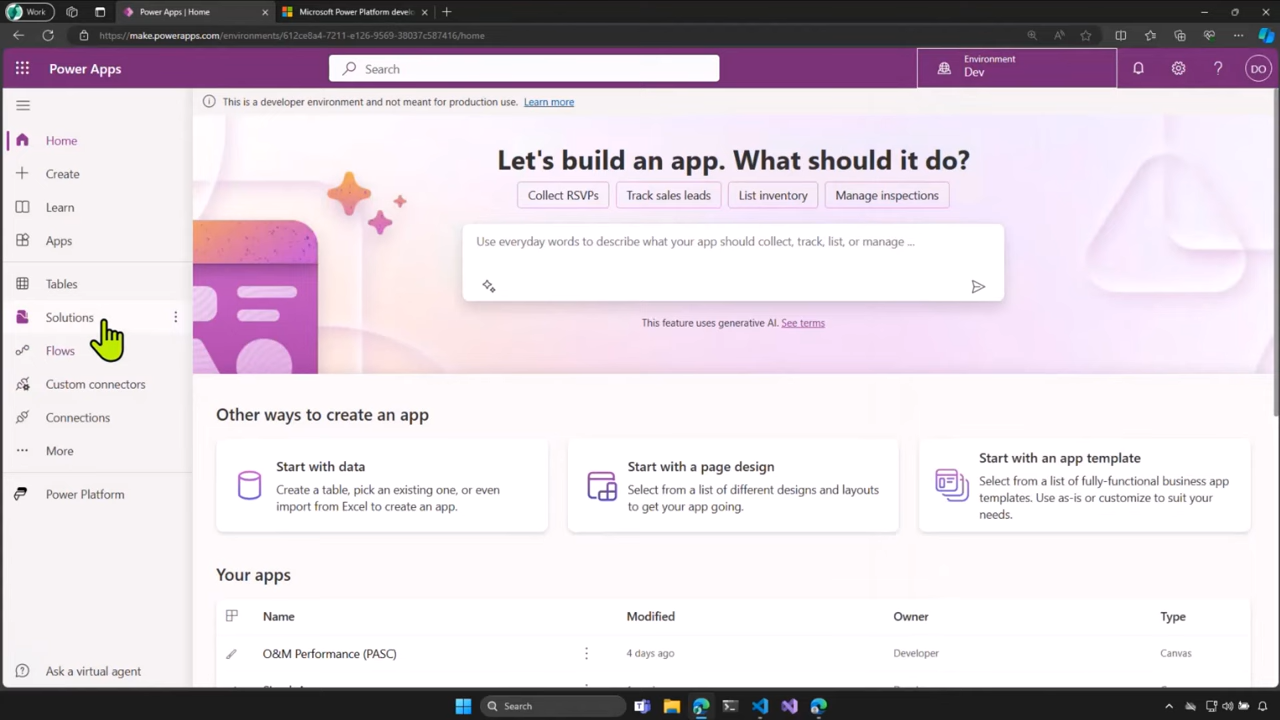 Work
Power Apps | Home
Microsoft Power Platform devel
https://make.powerapps.com/environments/612ce8a4-7211-e126-9569-38037c587416/home
Power Apps
Search
Environment
Dev
DO
This is a developer environment and not meant for production use. Learn more
Home
Create
Learn
Apps
Tables
Solutions
Flows
Custom connectors
Connections
More
Power Platform
Ask a virtual agent
Let's build an app. What should it do?
Collect RSVPs
Track sales leads
List inventory
Manage inspections
Use everyday words to describe what your app should collect, track, list, or manage ...
This feature uses generative AI. See terms
Other ways to create an app
Start with data
Create a table, pick an existing one, or even
import from Excel to create an app.
Start with a page design
Select from a list of different designs and layouts
to get your app going.
Start with an app template
Select from a list of fully-functional business app
templates. Use as-is or customize to suit your
needs.
Your apps
Name Modified Owner Type
O&M Performance (PASC) 4 days ago Developer Canvas
Search